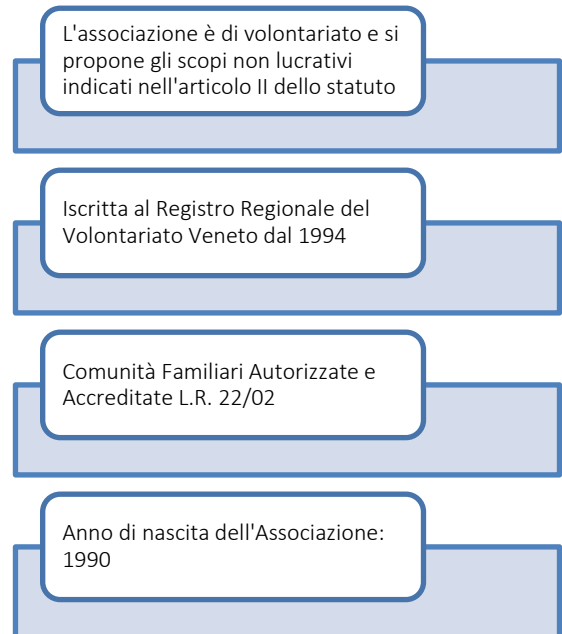 L'associazione è di volontariato e si
propone gli scopi non lucrativi
indicati nell'articolo II dello statuto
Iscritta al Registro Regionale del
Volontariato Veneto dal 1994
Comunità Familiari Autorizzate e
Accreditate L.R. 22/02
Anno di nascita dell'Associazione:
1990